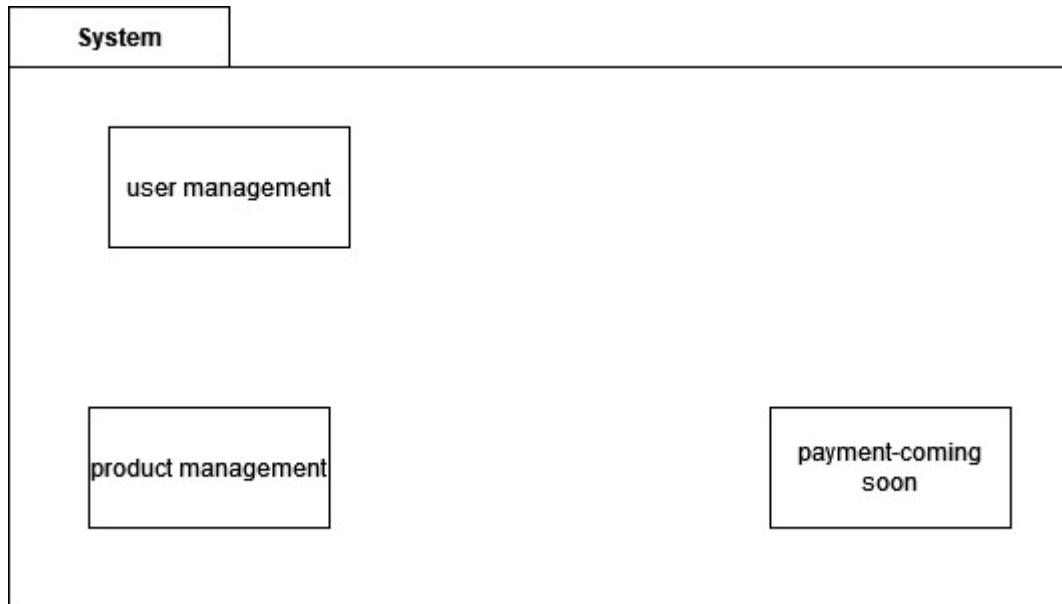 System
user management
product management
payment-coming
soon